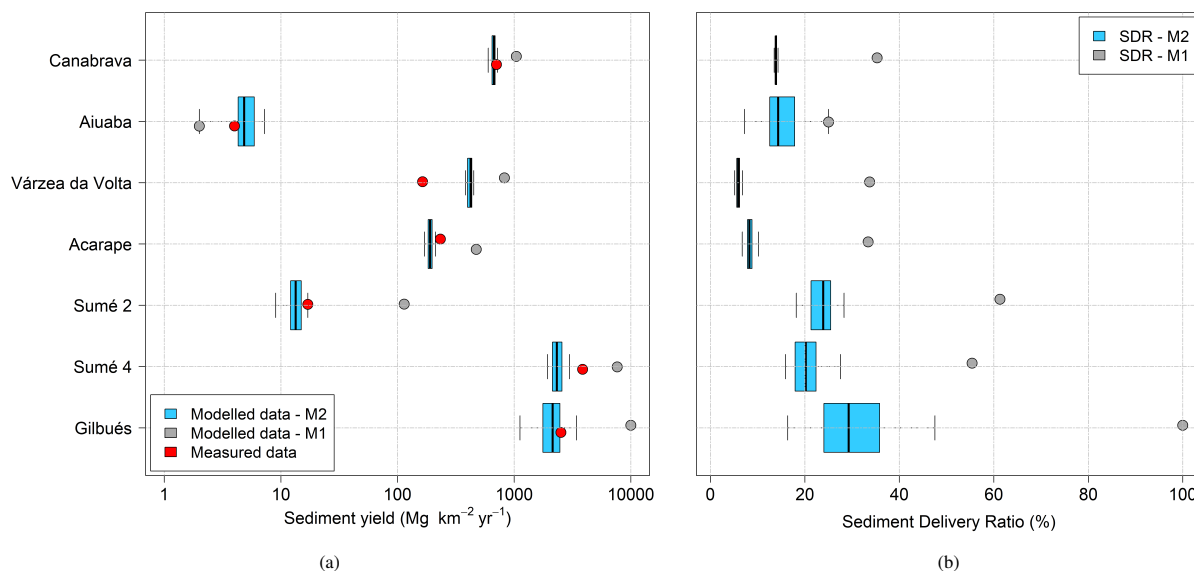 Canabrava
Aiuaba
Várzea da Volta
Acarape
Sumé 2
Sumé 4
Gilbués
Modelled data - M2
Modelled data - M1
Measured data
1 10 100 1000 10000
Sediment yield (Mg km⁻² yr⁻¹)
(a)
SDR - M2
SDR - M1
0 20 40 60 80 100
Sediment Delivery Ratio (%)
(b)